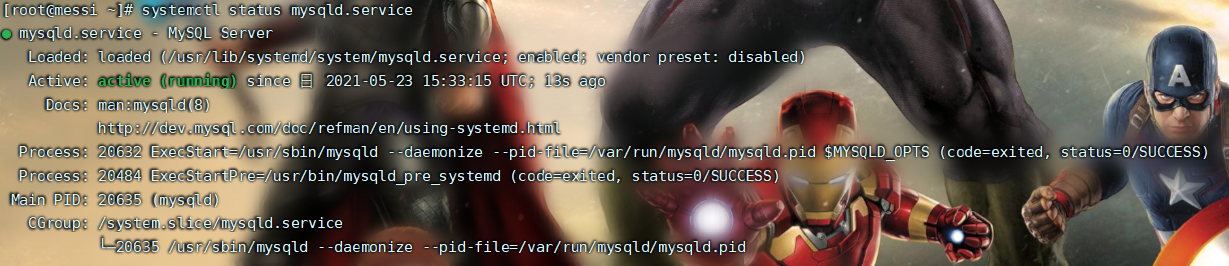 [root@messi ~]# systemctl status mysqld.service
● mysqld.service - MySQL Server
Loaded: loaded (/usr/lib/systemd/system/mysqld.service; enabled; vendor preset: disabled)
Active: active (running) since 日 2021-05-23 15:33:15 UTC; 13s ago
Docs: man:mysqld(8)
http://dev.mysql.com/doc/refman/en/using-systemd.html
Process: 20632 ExecStart=/usr/sbin/mysqld --daemonize --pid-file=/var/run/mysqld/mysqld.pid $MYSQLD_OPTS (code=exited, status=0/SUCCESS)
Process: 20484 ExecStartPre=/usr/bin/mysqld_pre_systemd (code=exited, status=0/SUCCESS)
Main PID: 20635 (mysqld)
CGroup: /system.slice/mysqld.service
└─20635 /usr/sbin/mysqld --daemonize --pid-file=/var/run/mysqld/mysqld.pid